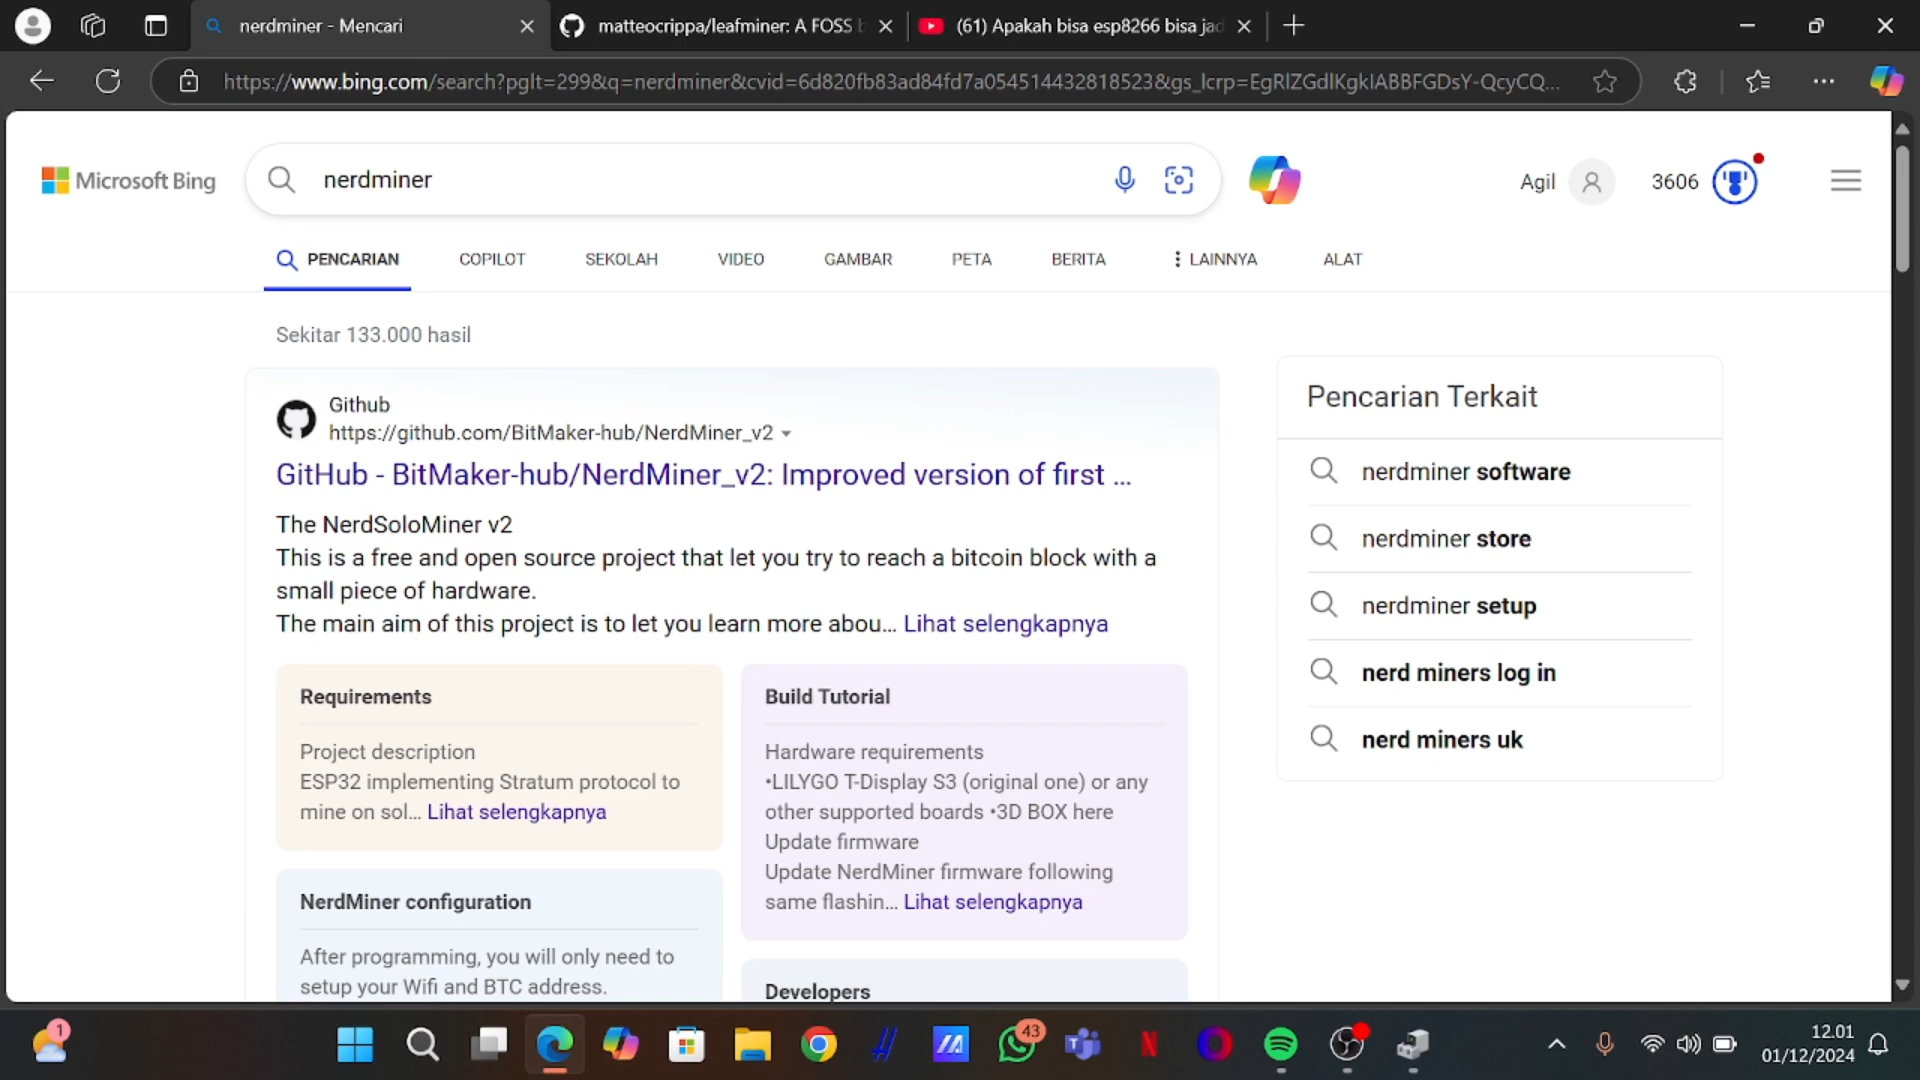 nerdminer - Mencari
matteocrippa/leafminer: A FOSS b
(61) Apakah bisa esp8266 bisa jad
https://www.bing.com/search?pglt=299&q=nerdminer&cvid=6d820fb83ad84fd7a054514432818523&gs_lcrp=EgRlZGdlKgkIABBFGDsY-QcyCQ...
Microsoft Bing
nerdminer
Agil
3606
PENCARIAN
COPILOT
SEKOLAH
VIDEO
GAMBAR
PETA
BERITA
LAINNYA
ALAT
Sekitar 133.000 hasil
Github
https://github.com/BitMaker-hub/NerdMiner_v2
GitHub - BitMaker-hub/NerdMiner_v2: Improved version of first ...
The NerdSoloMiner v2
This is a free and open source project that let you try to reach a bitcoin block with a
small piece of hardware.
The main aim of this project is to let you learn more abou... Lihat selengkapnya
Requirements
Project description
ESP32 implementing Stratum protocol to
mine on sol... Lihat selengkapnya
NerdMiner configuration
After programming, you will only need to
setup your Wifi and BTC address.
Build Tutorial
Hardware requirements
•LILYGO T-Display S3 (original one) or any
other supported boards •3D BOX here
Update firmware
Update NerdMiner firmware following
same flashin... Lihat selengkapnya
Developers
Pencarian Terkait
nerdminer software
nerdminer store
nerdminer setup
nerd miners log in
nerd miners uk
1
43
12.01
01/12/2024